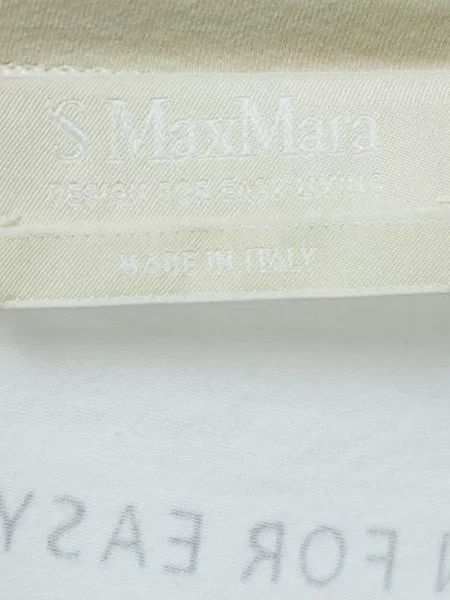 'S MaxMara
DESIGN FOR EASY LIVING
MADE IN ITALY
N FOR EASY